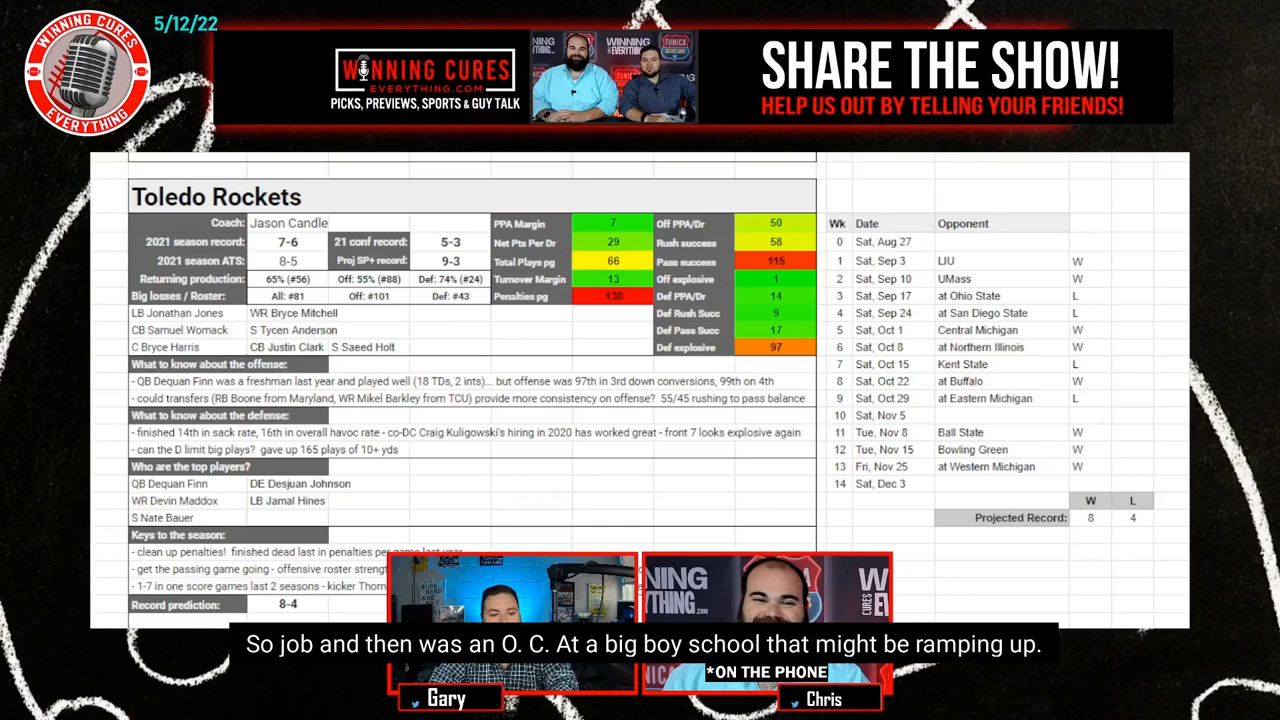 WINNING CURES
EVERYTHING
5/12/22
WINNING CURES
EVERYTHING.COM
PICKS, PREVIEWS, SPORTS & GUY TALK
WINNING
TUNICA
SHARE THE SHOW!
HELP US OUT BY TELLING YOUR FRIENDS!
Toledo Rockets
Coach: Jason Candle
2021 season record: 7-6 21 conf record: 5-3
2021 season ATS: 8-5 Proj SP+ record: 9-3
Returning production: 65% (#56) Off: 55% (#88) Def: 74% (#24)
Big losses / Roster: All: #81 Off: #101 Def: #43
LB Jonathan Jones WR Bryce Mitchell
CB Samuel Womack S Tycen Anderson
C Bryce Harris CB Justin Clark S Saeed Holt
PPA Margin 7 Off PPA/Dr 50
Net Pts Per Dr 29 Rush success 58
Total Plays pg 66 Pass success 115
Turnover Margin 13 Off explosive 1
Penalties pg 130 Def PPA/Dr 14
Def Rush Succ 9
Def Pass Succ 17
Def explosive 97
What to know about the offense:
- QB Dequan Finn was a freshman last year and played well (18 TDs, 2 ints)... but offense was 97th in 3rd down conversions, 99th on 4th
- could transfers (RB Boone from Maryland, WR Mikel Barkley from TCU) provide more consistency on offense? 55/45 rushing to pass balance
What to know about the defense:
- finished 14th in sack rate, 16th in overall havoc rate - co-DC Craig Kuligowski's hiring in 2020 has worked great - front 7 looks explosive again
- can the D limit big plays? gave up 165 plays of 10+ yds
Who are the top players?
QB Dequan Finn DE Desjuan Johnson
WR Devin Maddox LB Jamal Hines
S Nate Bauer
Keys to the season:
- clean up penalties! finished dead last in penalties per game last year
- get the passing game going - offensive roster strengt
- 1-7 in one score games last 2 seasons - kicker Thom
Record prediction: 8-4
Wk Date Opponent
0 Sat, Aug 27
1 Sat, Sep 3 LIU W
2 Sat, Sep 10 UMass W
3 Sat, Sep 17 at Ohio State L
4 Sat, Sep 24 at San Diego State L
5 Sat, Oct 1 Central Michigan W
6 Sat, Oct 8 at Northern Illinois W
7 Sat, Oct 15 Kent State L
8 Sat, Oct 22 at Buffalo W
9 Sat, Oct 29 at Eastern Michigan L
10 Sat, Nov 5
11 Tue, Nov 8 Ball State W
12 Tue, Nov 15 Bowling Green W
13 Fri, Nov 25 at Western Michigan W
14 Sat, Dec 3
W L
Projected Record: 8 4
So job and then was an O. C. At a big boy school that might be ramping up.
*ON THE PHONE
Gary
Chris